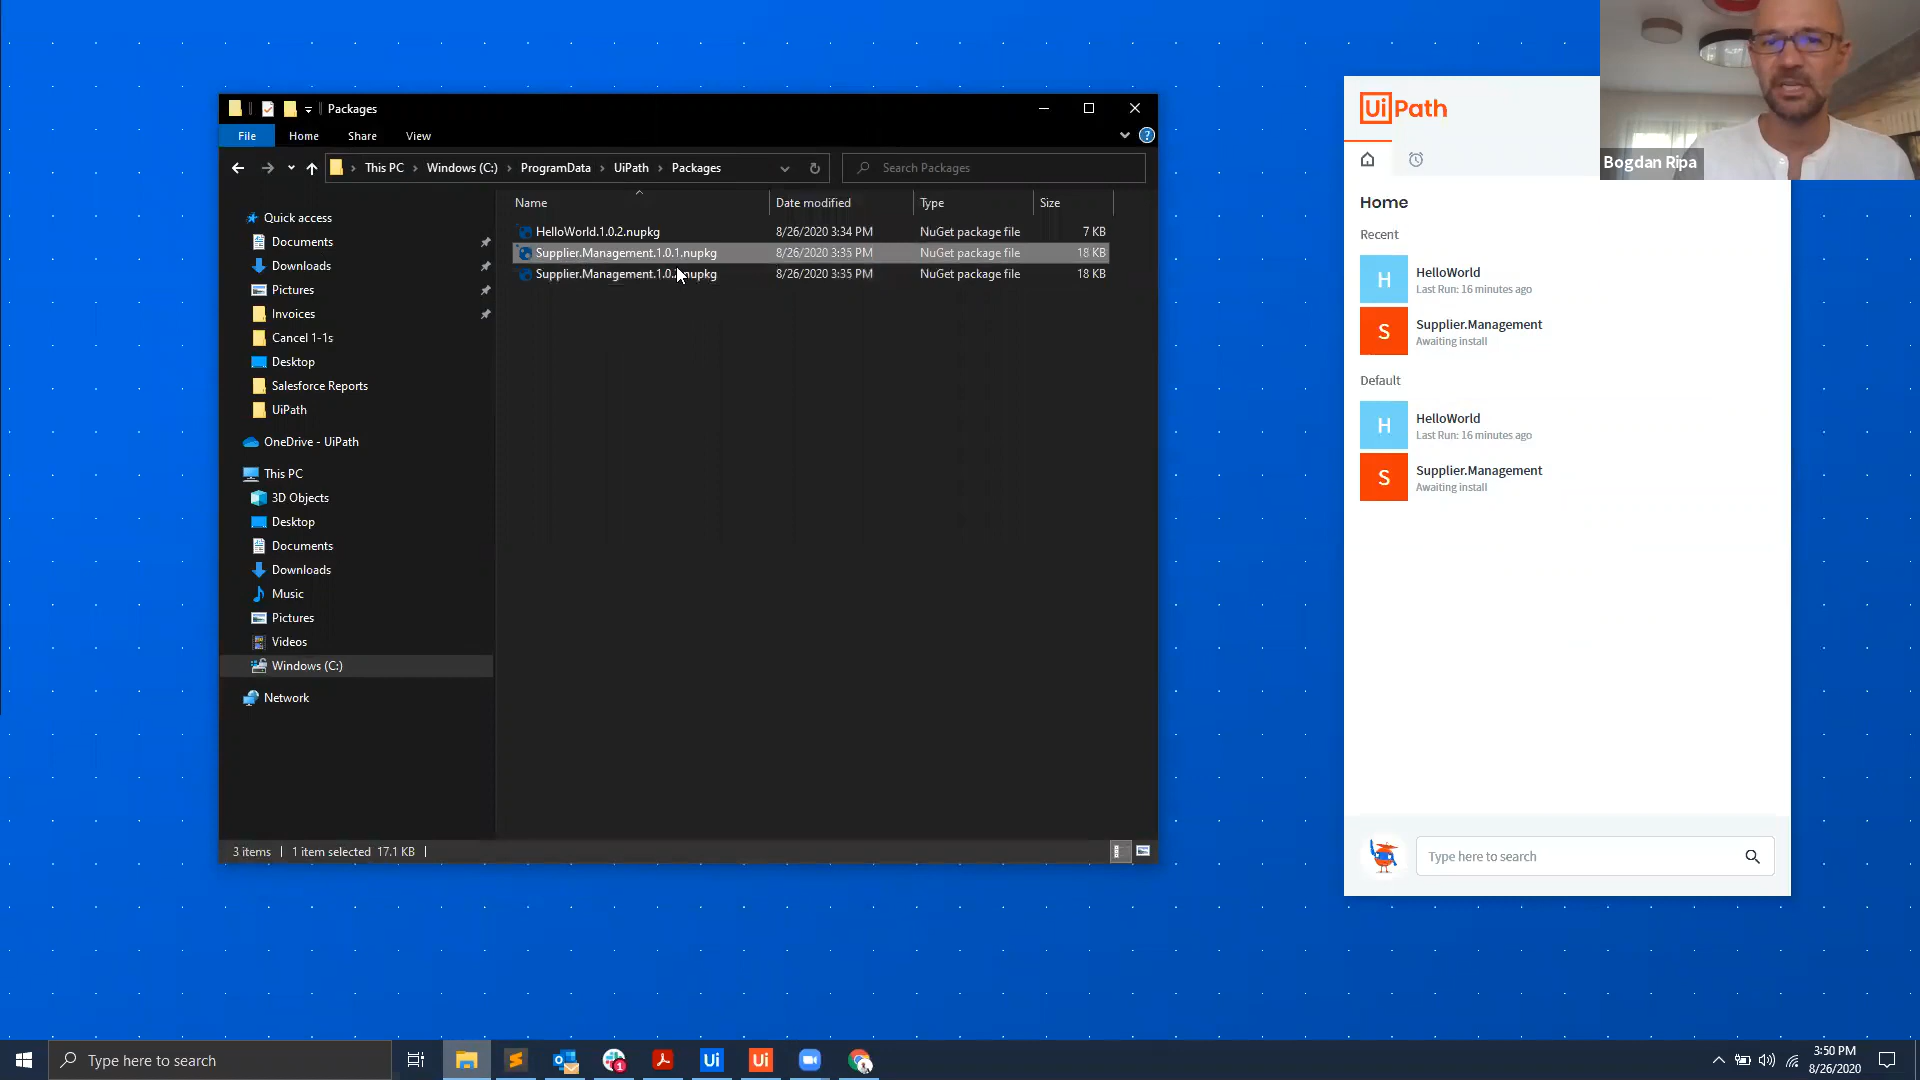 Packages
File Home Share View
This PC Windows (C:) ProgramData UiPath Packages
Search Packages
Name Date modified Type Size
HelloWorld.1.0.2.nupkg 8/26/2020 3:34 PM NuGet package file 7 KB
Supplier.Management.1.0.1.nupkg 8/26/2020 3:35 PM NuGet package file 18 KB
8/26/2020 3:35 PM NuGet package file 18 KB
Quick access
Documents
Downloads
Pictures
Invoices
Cancel 1-1s
Desktop
Salesforce Reports
UiPath
OneDrive - UiPath
This PC
3D Objects
Desktop
Documents
Downloads
Music
Pictures
Videos
Windows (C:)
Network
3 items 1 item selected 17.1 KB
UiPath
Bogdan Ripa
Home
Recent
H HelloWorld
Last Run: 16 minutes ago
S Supplier.Management
Awaiting install
Default
H HelloWorld
Last Run: 16 minutes ago
S Supplier.Management
Awaiting install
Type here to search
Type here to search
Ui
Ui
3:50 PM
8/26/2020